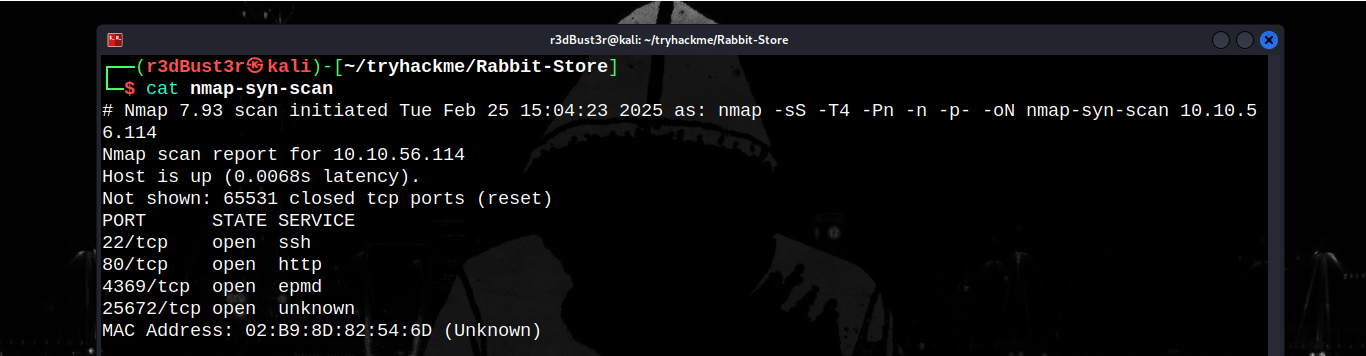 r3dBust3r@kali: ~/tryhackme/Rabbit-Store
┌──(r3dBust3r㉿kali)-[~/tryhackme/Rabbit-Store]
└─$ cat nmap-syn-scan
# Nmap 7.93 scan initiated Tue Feb 25 15:04:23 2025 as: nmap -sS -T4 -Pn -n -p- -oN nmap-syn-scan 10.10.5
6.114
Nmap scan report for 10.10.56.114
Host is up (0.0068s latency).
Not shown: 65531 closed tcp ports (reset)
PORT      STATE SERVICE
22/tcp    open  ssh
80/tcp    open  http
4369/tcp  open  epmd
25672/tcp open  unknown
MAC Address: 02:B9:8D:82:54:6D (Unknown)